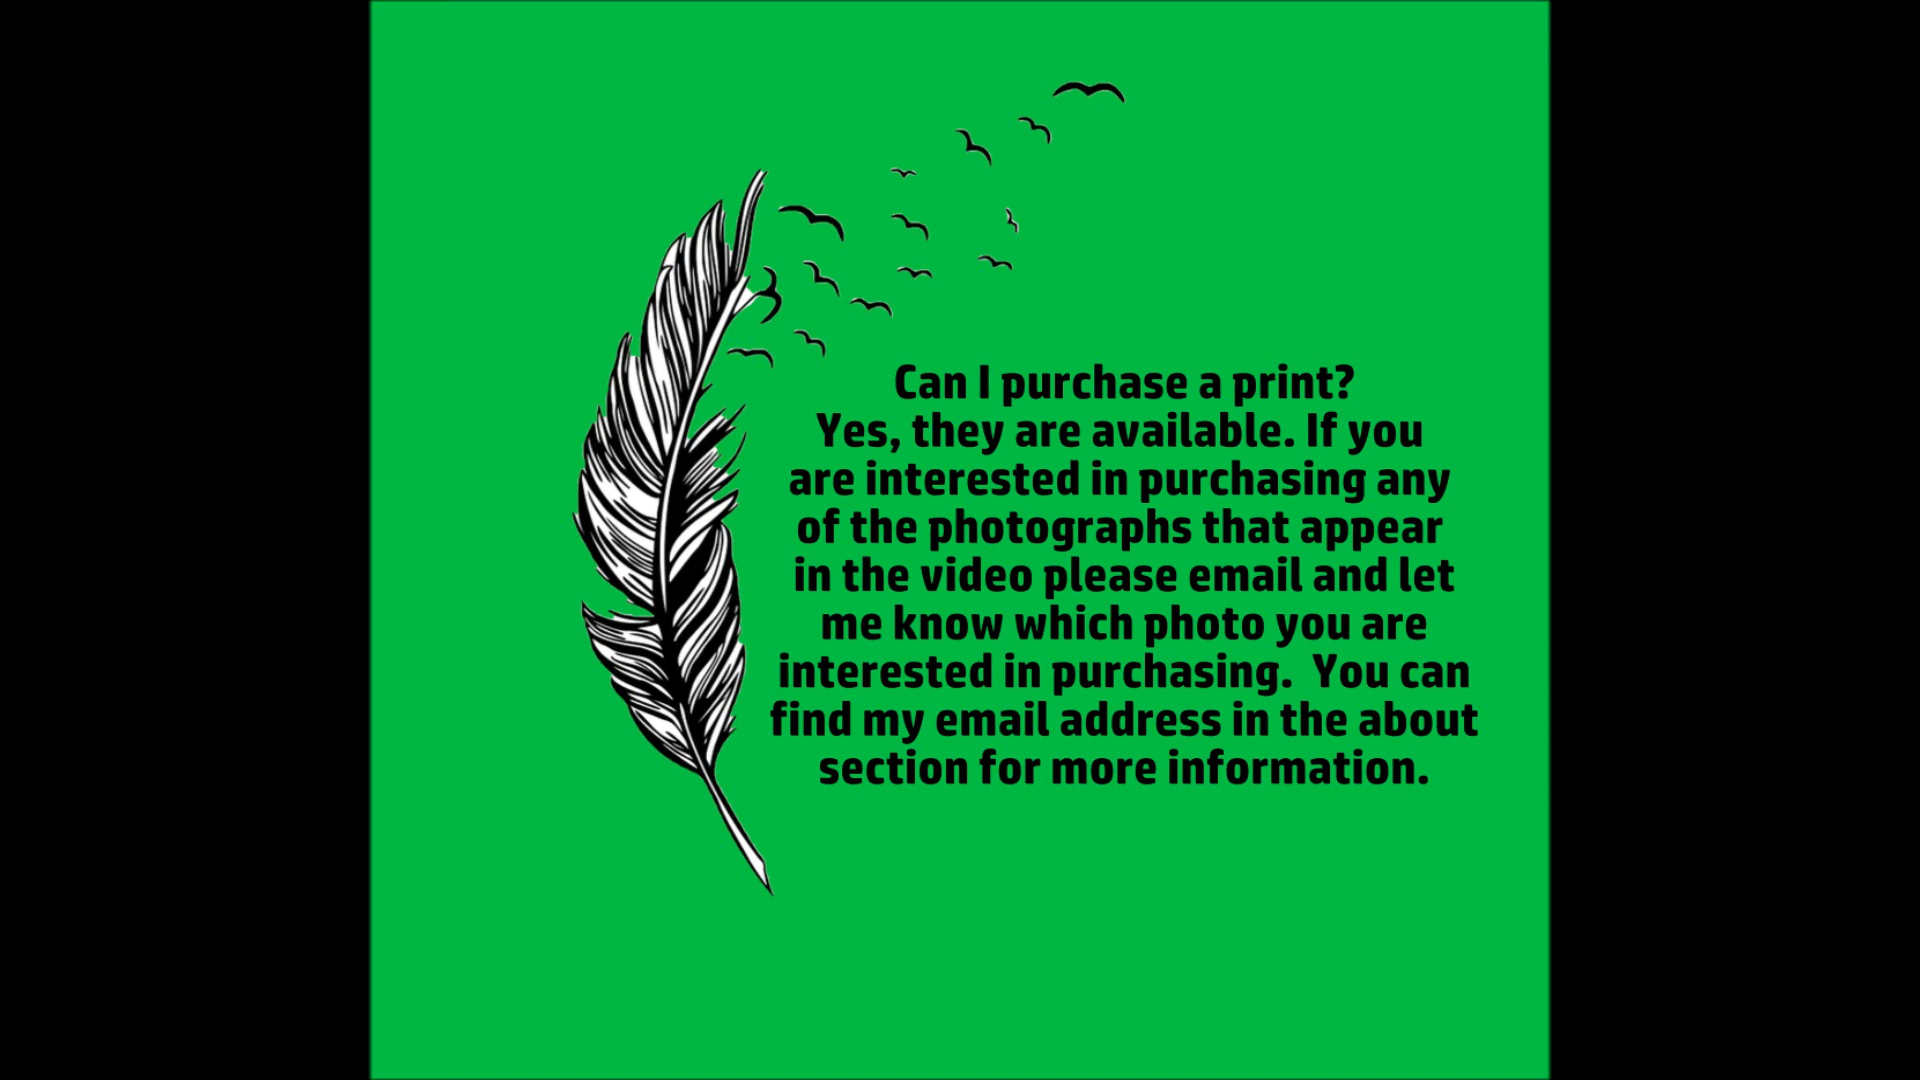 Can I purchase a print?
Yes, they are available. If you
are interested in purchasing any
of the photographs that appear
in the video please email and let
me know which photo you are
interested in purchasing.  You can
find my email address in the about
section for more information.